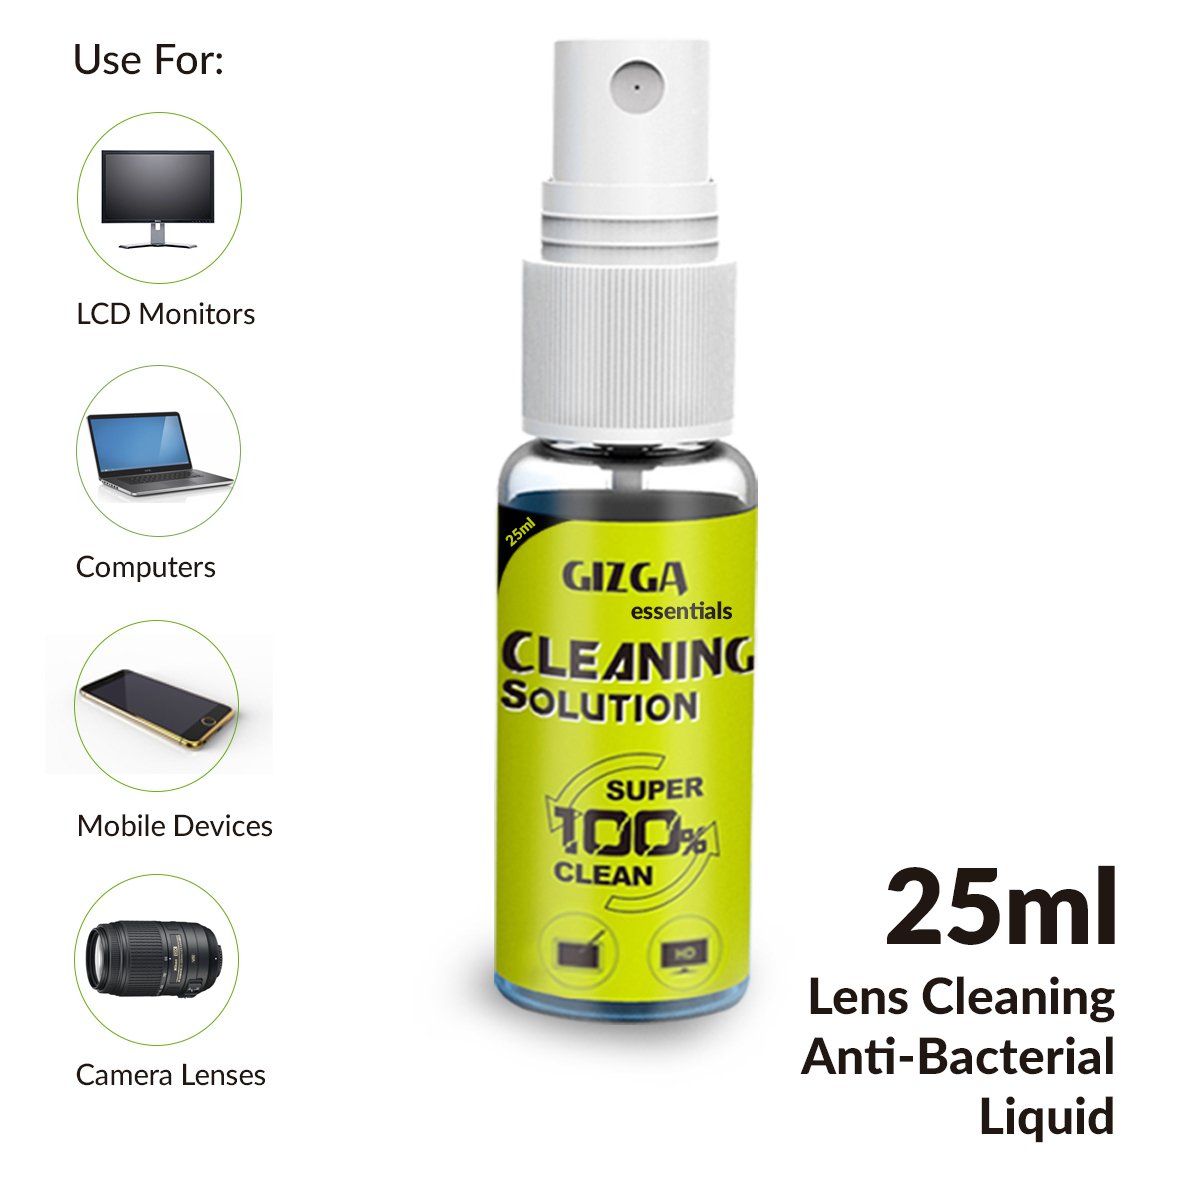 Use For:
LCD Monitors
Computers
Mobile Devices
Camera Lenses
25ml
GIZGA
essentials
CLEANING
SOLUTION
SUPER
100%
CLEAN
HD
25ml
Lens Cleaning
Anti-Bacterial
Liquid